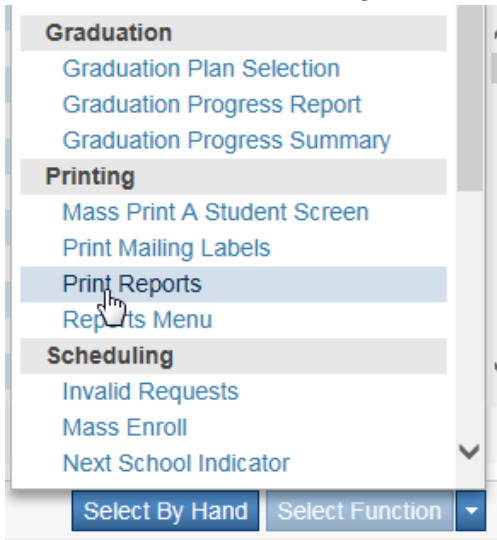 Graduation
Graduation Plan Selection
Graduation Progress Report
Graduation Progress Summary
Printing
Mass Print A Student Screen
Print Mailing Labels
Print Reports
Reports Menu
Scheduling
Invalid Requests
Mass Enroll
Next School Indicator
Select By Hand Select Function